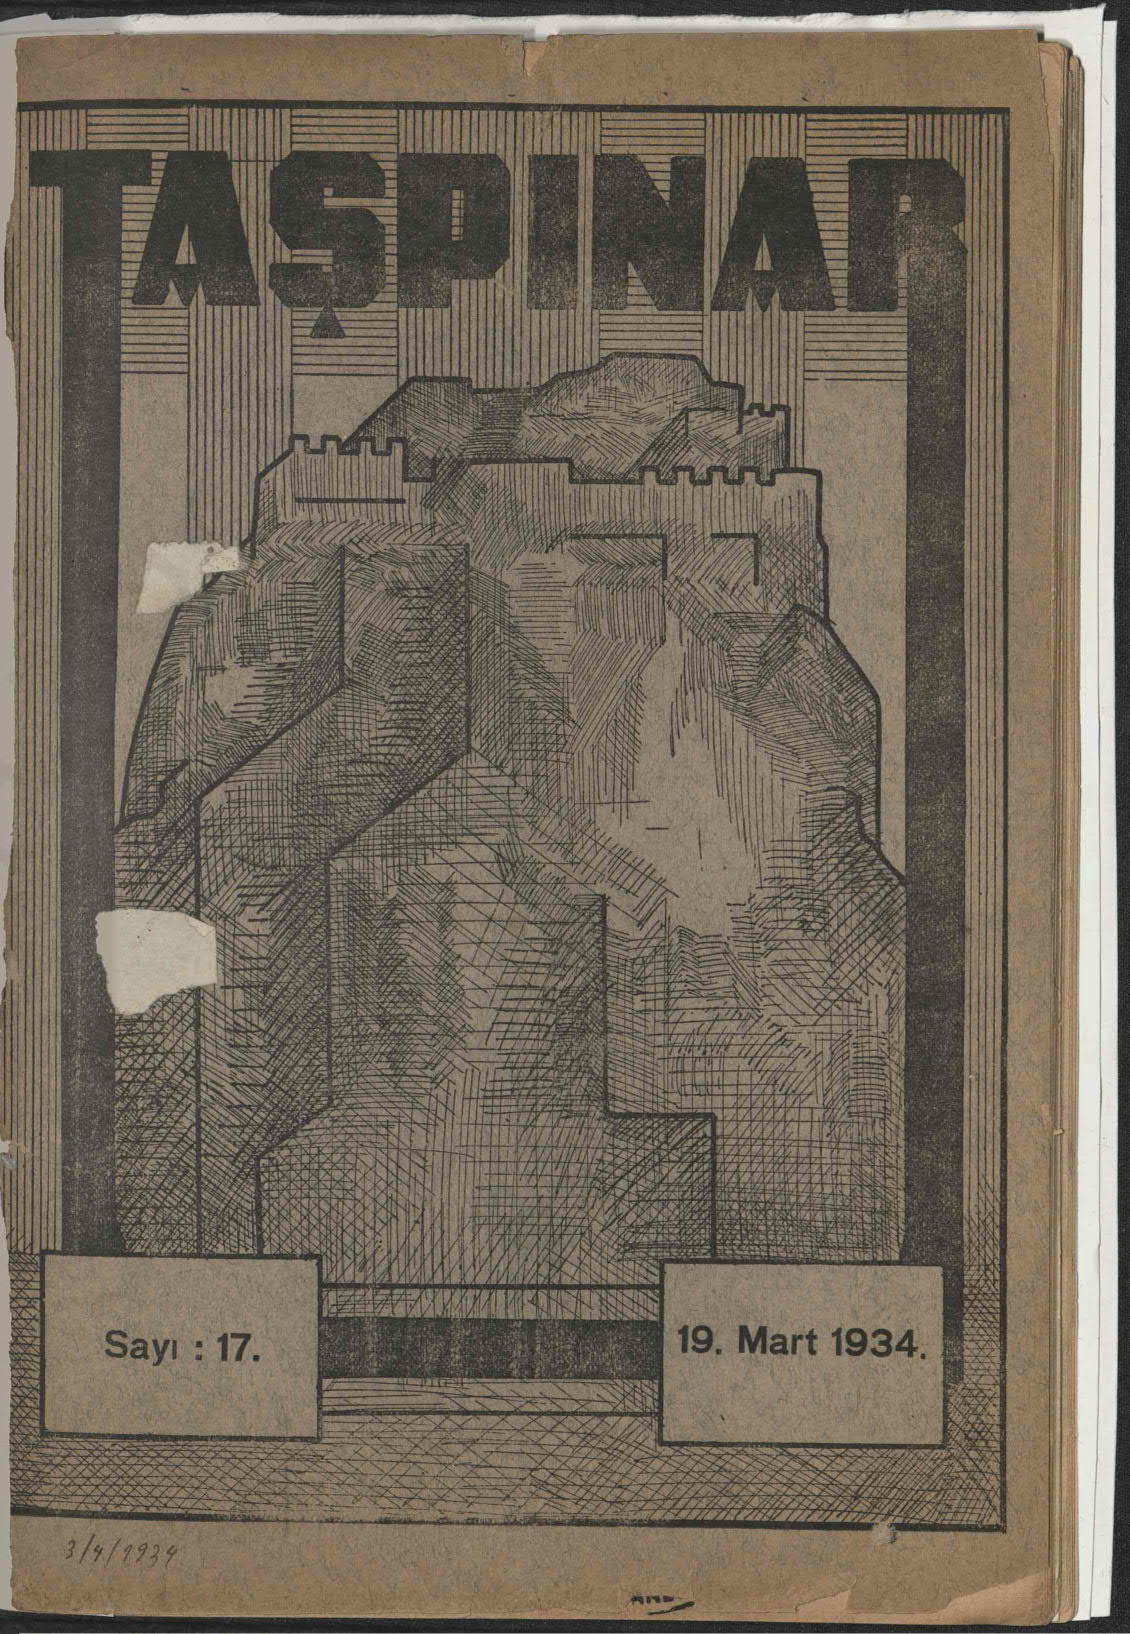 TAŞPINAR
Sayı : 17.
19. Mart 1934.
3/4/1934